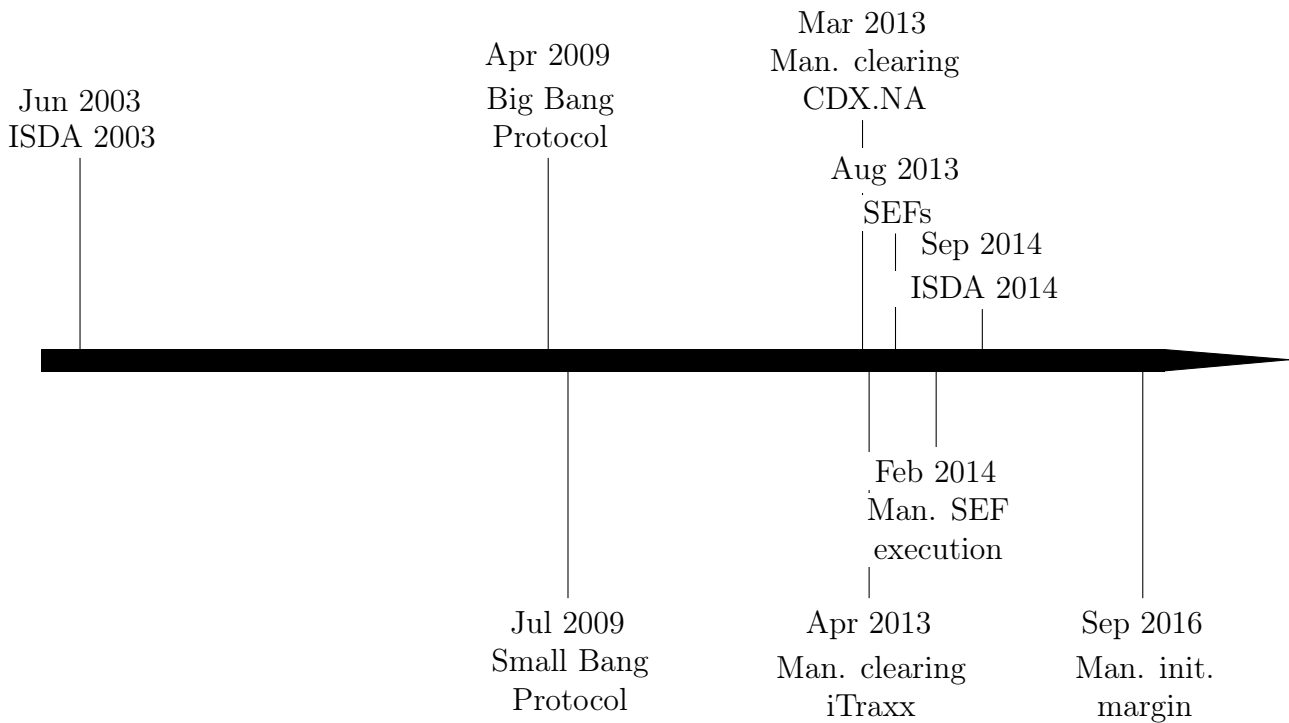 Jun 2003
ISDA 2003
Apr 2009
Big Bang
Protocol
Mar 2013
Man. clearing
CDX.NA
Aug 2013
SEFs
Sep 2014
ISDA 2014
Jul 2009
Small Bang
Protocol
Apr 2013
Man. clearing
iTraxx
Feb 2014
Man. SEF
execution
Sep 2016
Man. init.
margin